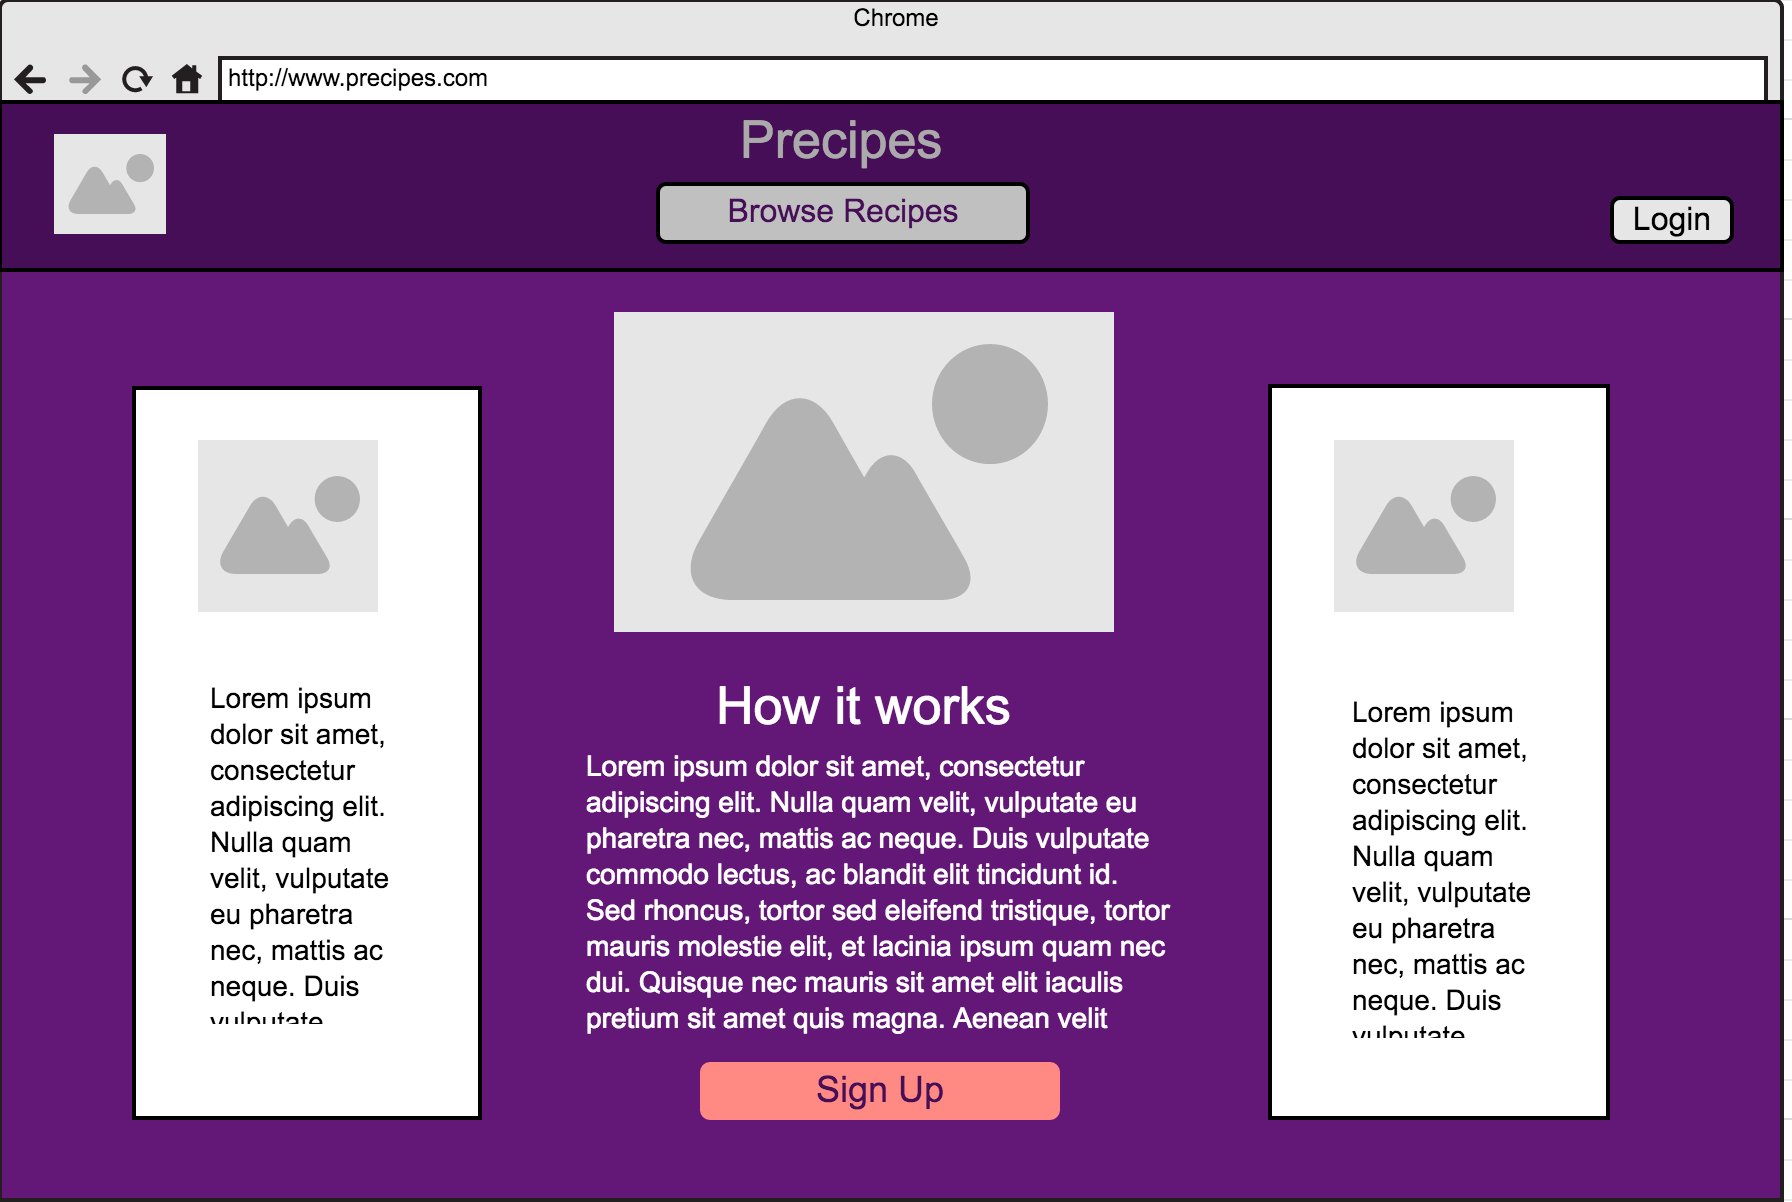 Chrome
http://www.precipes.com
Precipes
Browse Recipes
Login
Lorem ipsum
dolor sit amet,
consectetur
adipiscing elit.
Nulla quam
velit, vulputate
eu pharetra
nec, mattis ac
neque. Duis
vulputate
How it works
Lorem ipsum dolor sit amet, consectetur
adipiscing elit. Nulla quam velit, vulputate eu
pharetra nec, mattis ac neque. Duis vulputate
commodo lectus, ac blandit elit tincidunt id.
Sed rhoncus, tortor sed eleifend tristique, tortor
mauris molestie elit, et lacinia ipsum quam nec
dui. Quisque nec mauris sit amet elit iaculis
pretium sit amet quis magna. Aenean velit
Sign Up
Lorem ipsum
dolor sit amet,
consectetur
adipiscing elit.
Nulla quam
velit, vulputate
eu pharetra
nec, mattis ac
neque. Duis
vulputate